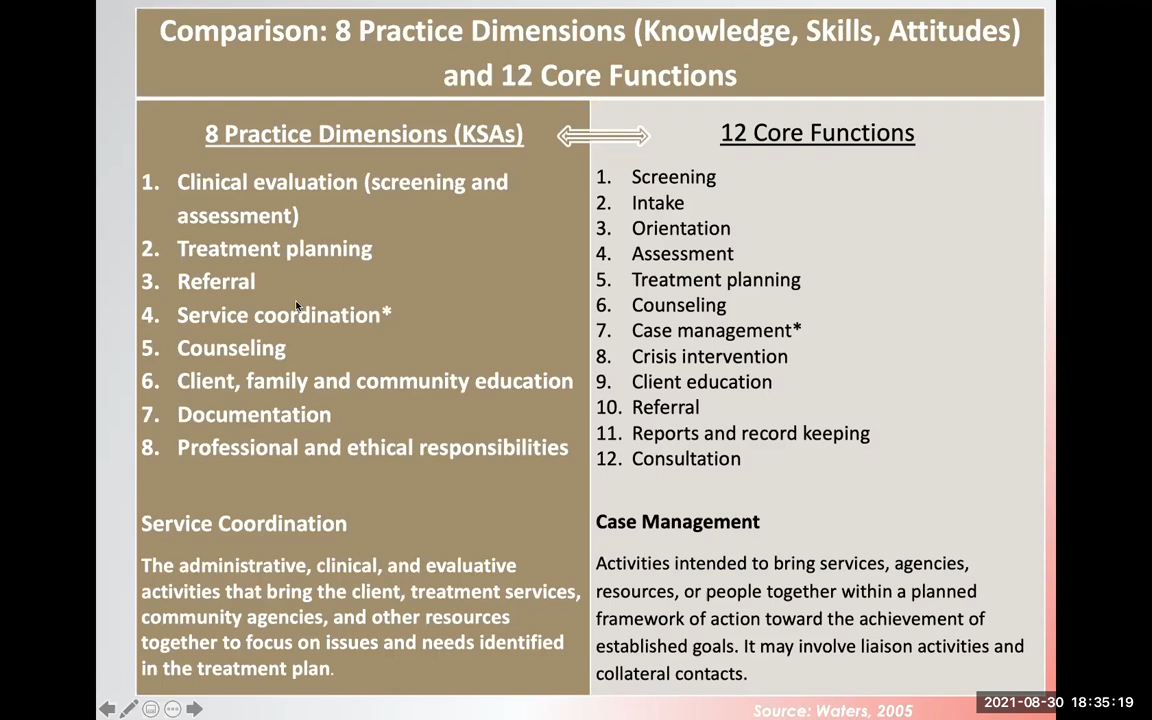 Comparison: 8 Practice Dimensions (Knowledge, Skills, Attitudes)
and 12 Core Functions
8 Practice Dimensions (KSAs)
1. Clinical evaluation (screening and
assessment)
2. Treatment planning
3. Referral
4. Service coordination*
5. Counseling
6. Client, family and community education
7. Documentation
8. Professional and ethical responsibilities
Service Coordination
The administrative, clinical, and evaluative
activities that bring the client, treatment services,
community agencies, and other resources
together to focus on issues and needs identified
in the treatment plan.
12 Core Functions
1. Screening
2. Intake
3. Orientation
4. Assessment
5. Treatment planning
6. Counseling
7. Case management*
8. Crisis intervention
9. Client education
10. Referral
11. Reports and record keeping
12. Consultation
Case Management
Activities intended to bring services, agencies,
resources, or people together within a planned
framework of action toward the achievement of
established goals. It may involve liaison activities and
collateral contacts.
Source: Waters, 2005
2021-08-30 18:35:19